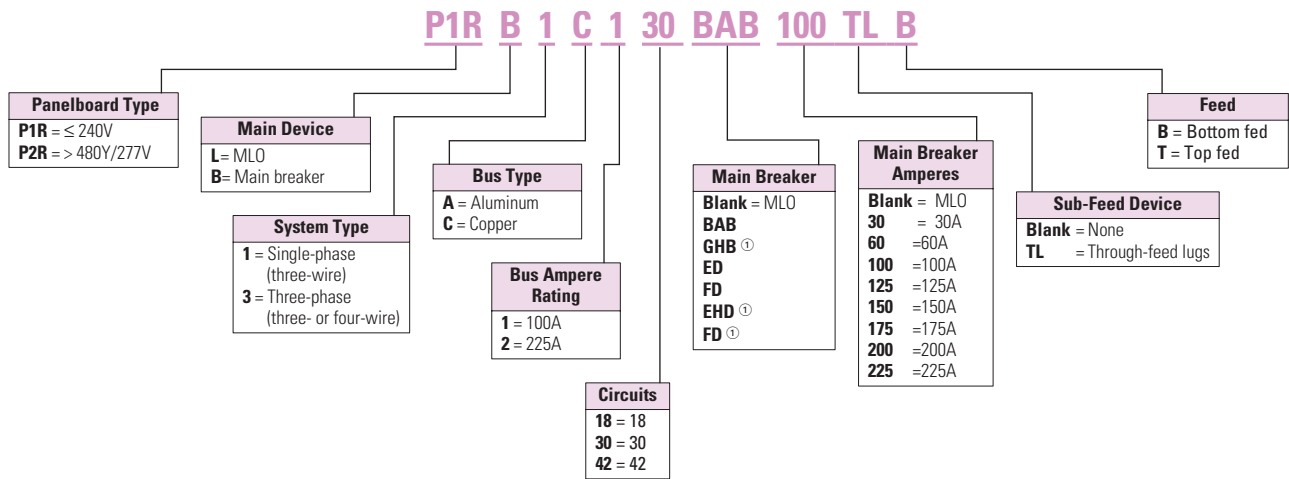 P1R B 1 C 1 30 BAB 100 TL B
Panelboard Type
P1R = ≤ 240V
P2R = > 480Y/277V
Main Device
L= MLO
B= Main breaker
System Type
1 = Single-phase
(three-wire)
3 = Three-phase
(three- or four-wire)
Bus Type
A = Aluminum
C = Copper
Bus Ampere
Rating
1 = 100A
2 = 225A
Circuits
18 = 18
30 = 30
42 = 42
Main Breaker
Blank = MLO
BAB
GHB ①
ED
FD
EHD ①
FD ①
Main Breaker
Amperes
Blank = MLO
30 = 30A
60 =60A
100 =100A
125 =125A
150 =150A
175 =175A
200 =200A
225 =225A
Sub-Feed Device
Blank = None
TL = Through-feed lugs
Feed
B = Bottom fed
T = Top fed